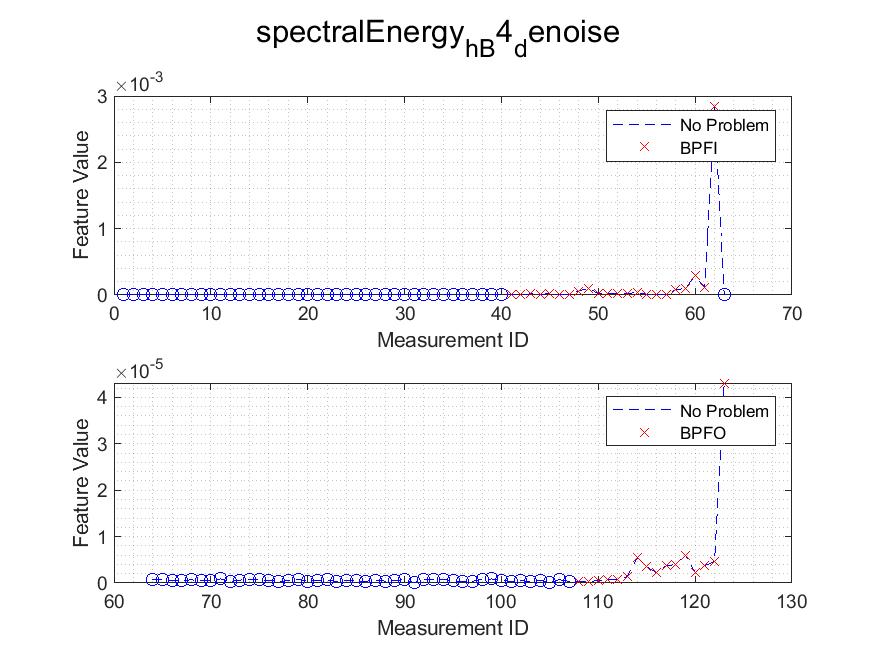 spectralEnergy_hB4_denoise
×10^-3
3
2
1
0
Feature Value
No Problem
BPFI
0 10 20 30 40 50 60 70
Measurement ID
×10^-5
4
3
2
1
0
Feature Value
No Problem
BPFO
60 70 80 90 100 110 120 130
Measurement ID